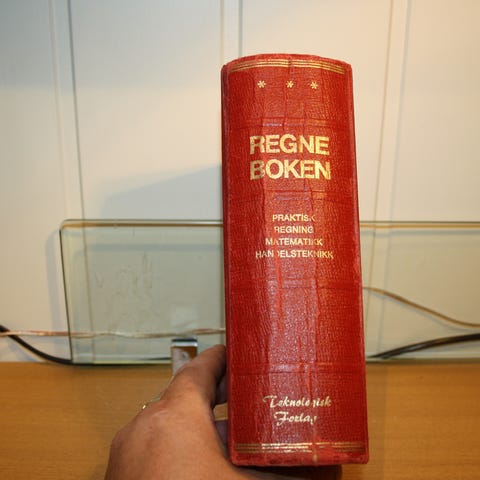 * * *
REGNE
BOKEN
PRAKTISK
REGNING
MATEMATIKK
HANDELSTEKNIKK
Teknologisk
Forlag